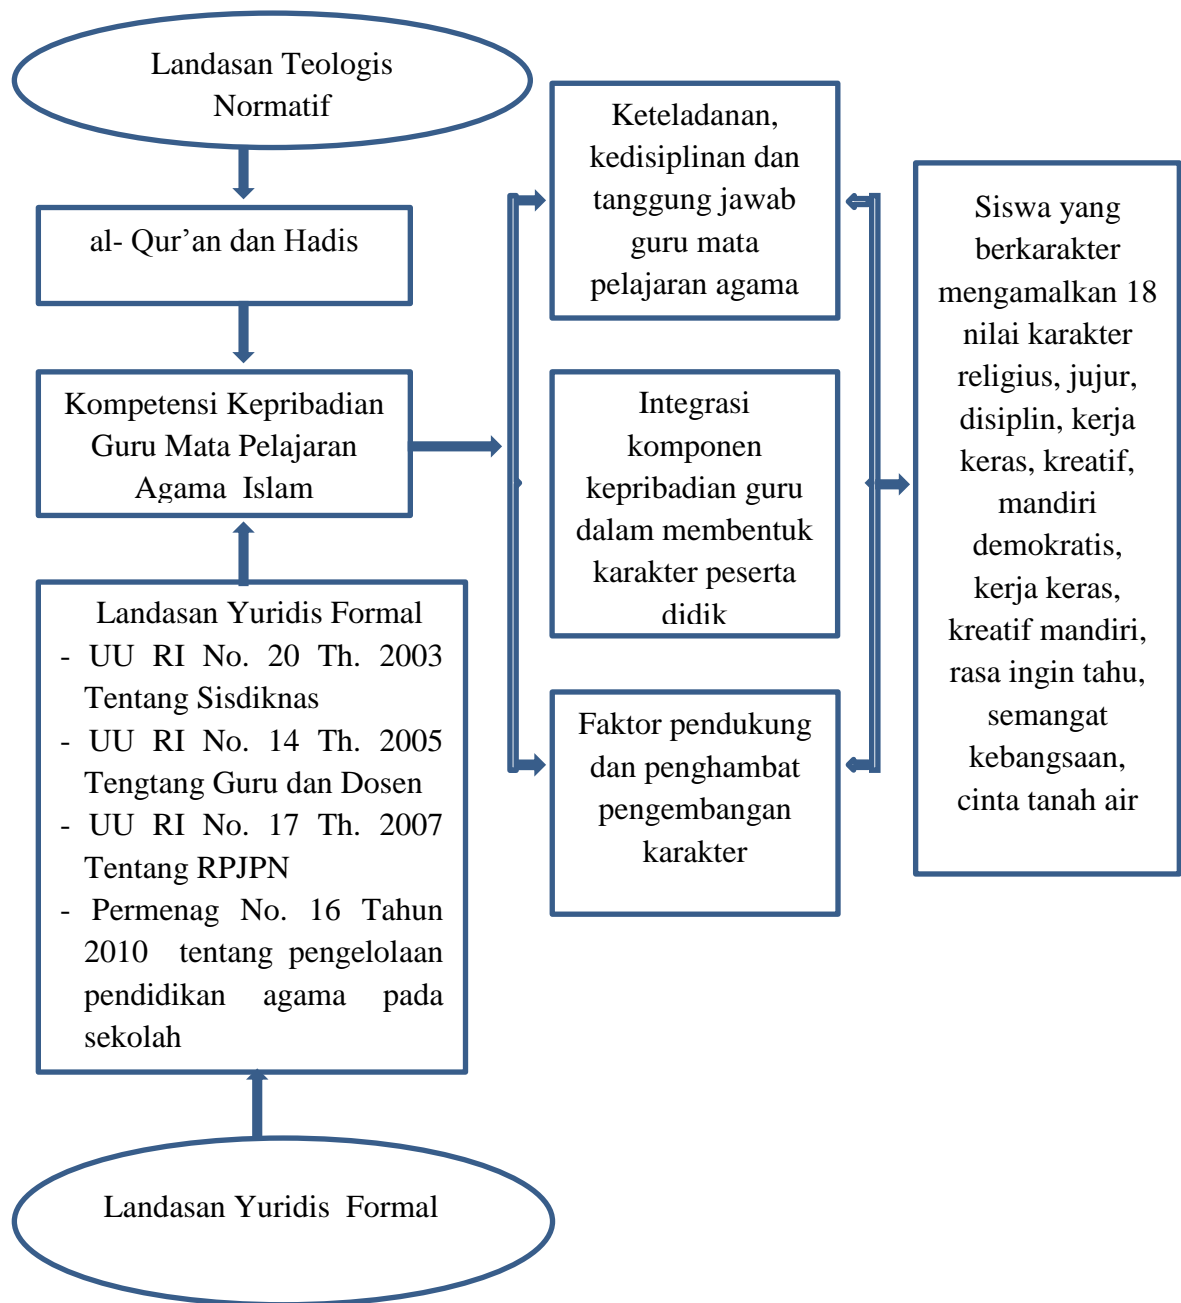 Landasan Teologis
Normatif
al- Qur’an dan Hadis
Kompetensi Kepribadian
Guru Mata Pelajaran
Agama  Islam
Landasan Yuridis Formal
- UU RI No. 20 Th. 2003
Tentang Sisdiknas
- UU RI No. 14 Th. 2005
Tengtang Guru dan Dosen
- UU RI No. 17 Th. 2007
Tentang RPJPN
- Permenag No. 16 Tahun
2010  tentang pengelolaan
pendidikan agama pada
sekolah
Landasan Yuridis  Formal
Keteladanan,
kedisiplinan dan
tanggung jawab
guru mata
pelajaran agama
Integrasi
komponen
kepribadian guru
dalam membentuk
karakter peserta
didik
Faktor pendukung
dan penghambat
pengembangan
karakter
Siswa yang
berkarakter
mengamalkan 18
nilai karakter
religius, jujur,
disiplin, kerja
keras, kreatif,
mandiri
demokratis,
kerja keras,
kreatif mandiri,
rasa ingin tahu,
semangat
kebangsaan,
cinta tanah air